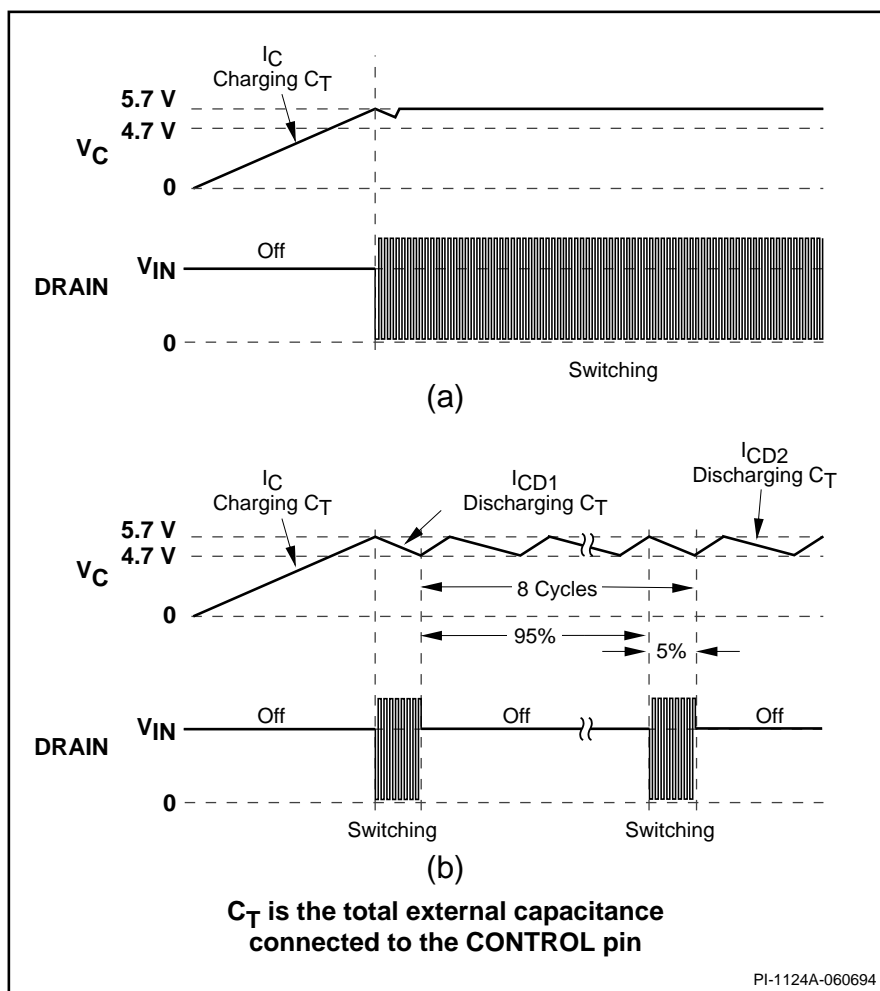 I_C
Charging C_T
5.7 V
4.7 V
V_C
0
Off
V_IN
DRAIN
0
Switching
(a)
I_C
Charging C_T
I_CD1
Discharging C_T
I_CD2
Discharging C_T
5.7 V
4.7 V
V_C
8 Cycles
0
95%
5%
Off
Off
Off
V_IN
DRAIN
0
Switching
Switching
(b)
C_T is the total external capacitance
connected to the CONTROL pin
PI-1124A-060694